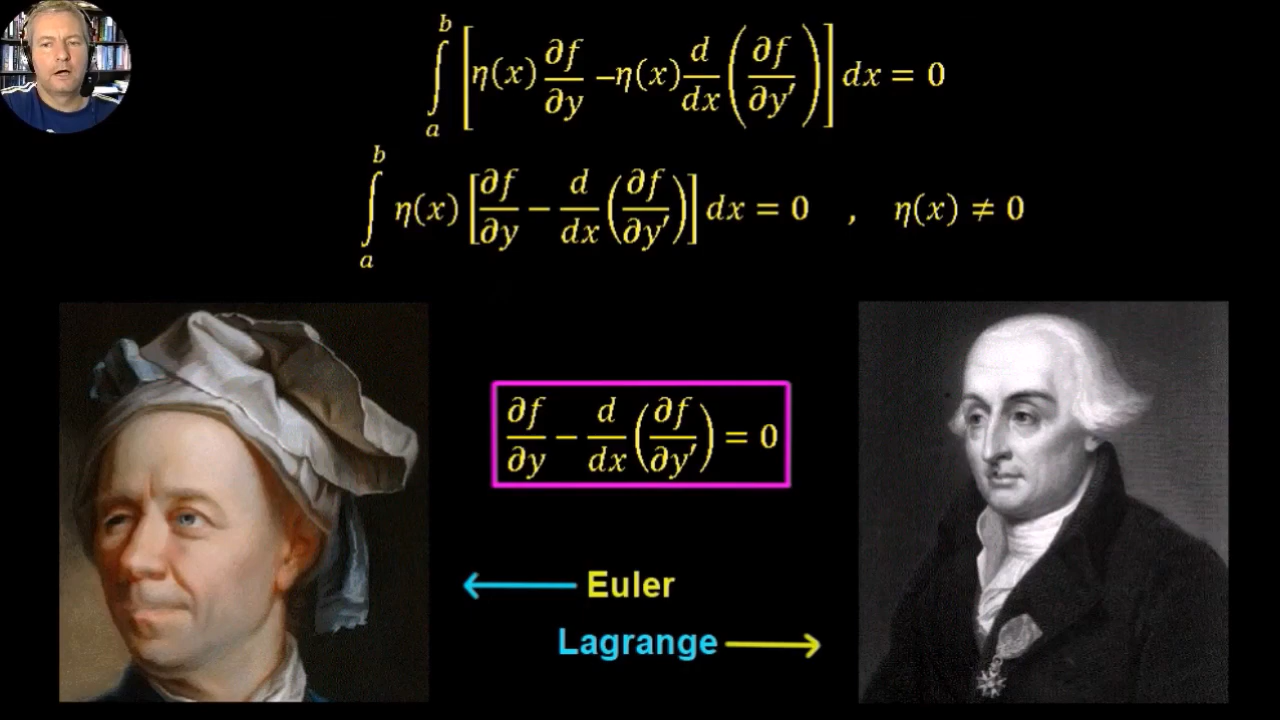 ∫ₐᵇ [η(x) ∂f/∂y –η(x) d/dx (∂f/∂y′)] dx = 0
∫ₐᵇ η(x) [∂f/∂y − d/dx (∂f/∂y′)] dx = 0 , η(x) ≠ 0
∂f/∂y − d/dx (∂f/∂y′) = 0
Euler
Lagrange